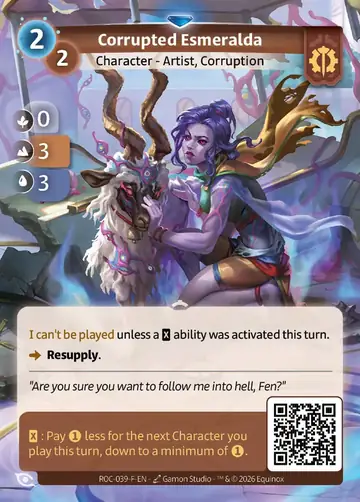 Corrupted Esmeralda
2
2
Character - Artist, Corruption
0
3
3
I can't be played unless a X ability was activated this turn.
➔ Resupply.
"Are you sure you want to follow me into hell, Fen?"
X : Pay 1 less for the next Character you
play this turn, down to a minimum of 1.
ROC-039-F-EN - Gamon Studio - ™ & © 2026 Equinox